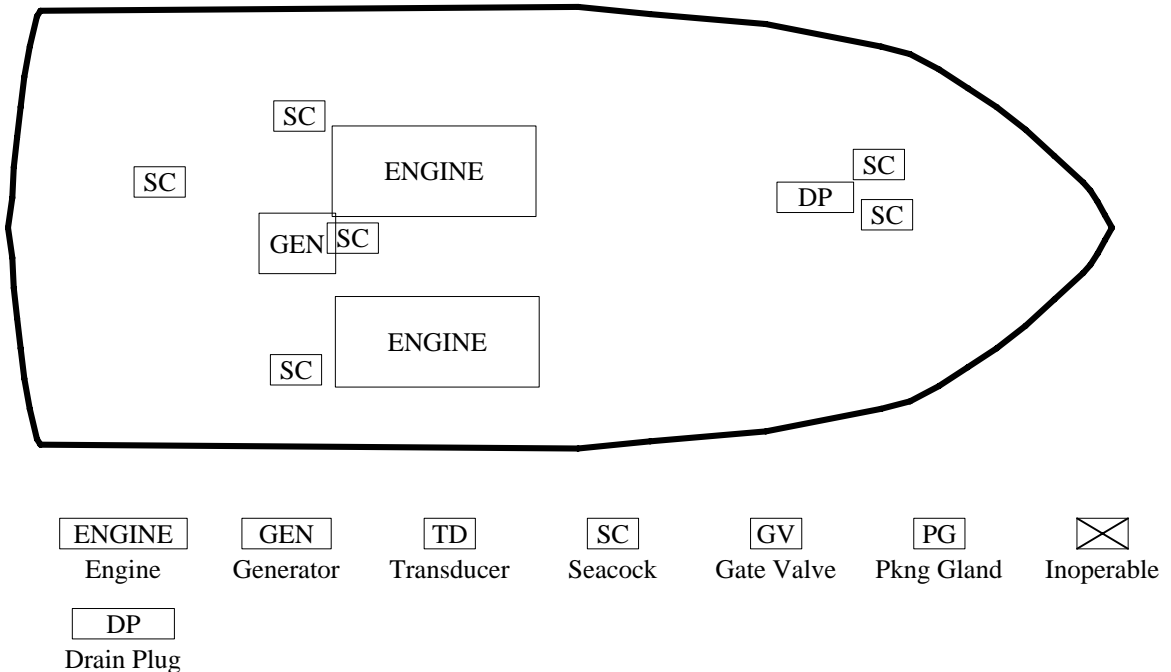 SC
ENGINE
SC
SC
DP
SC
GEN
SC
ENGINE
SC
ENGINE GEN TD SC GV PG
Engine Generator Transducer Seacock Gate Valve Pkng Gland Inoperable
DP
Drain Plug